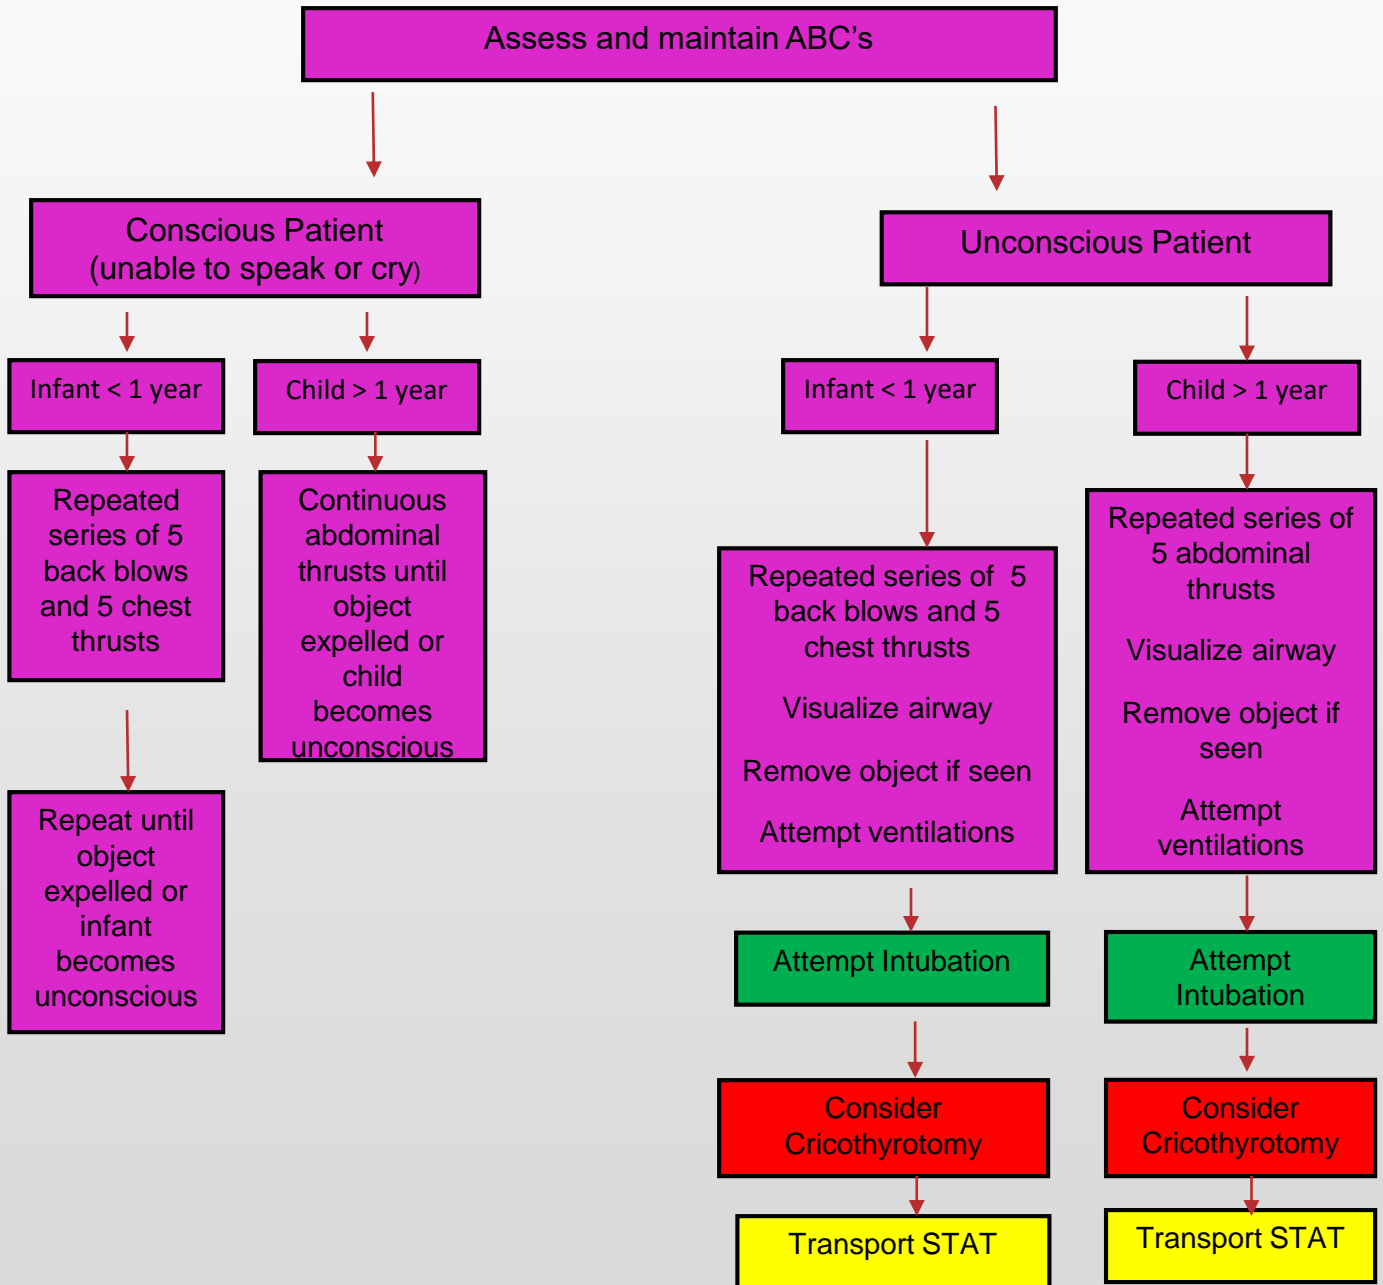 Assess and maintain ABC's
Conscious Patient
(unable to speak or cry)
Unconscious Patient
Infant < 1 year
Child > 1 year
Infant < 1 year
Child > 1 year
Repeated
series of 5
back blows
and 5 chest
thrusts
Continuous
abdominal
thrusts until
object
expelled or
child
becomes
unconscious
Repeat until
object
expelled or
infant
becomes
unconscious
Repeated series of  5
back blows and 5
chest thrusts
Visualize airway
Remove object if seen
Attempt ventilations
Repeated series of
5 abdominal
thrusts
Visualize airway
Remove object if
seen
Attempt
ventilations
Attempt Intubation
Attempt
Intubation
Consider
Cricothyrotomy
Consider
Cricothyrotomy
Transport STAT
Transport STAT